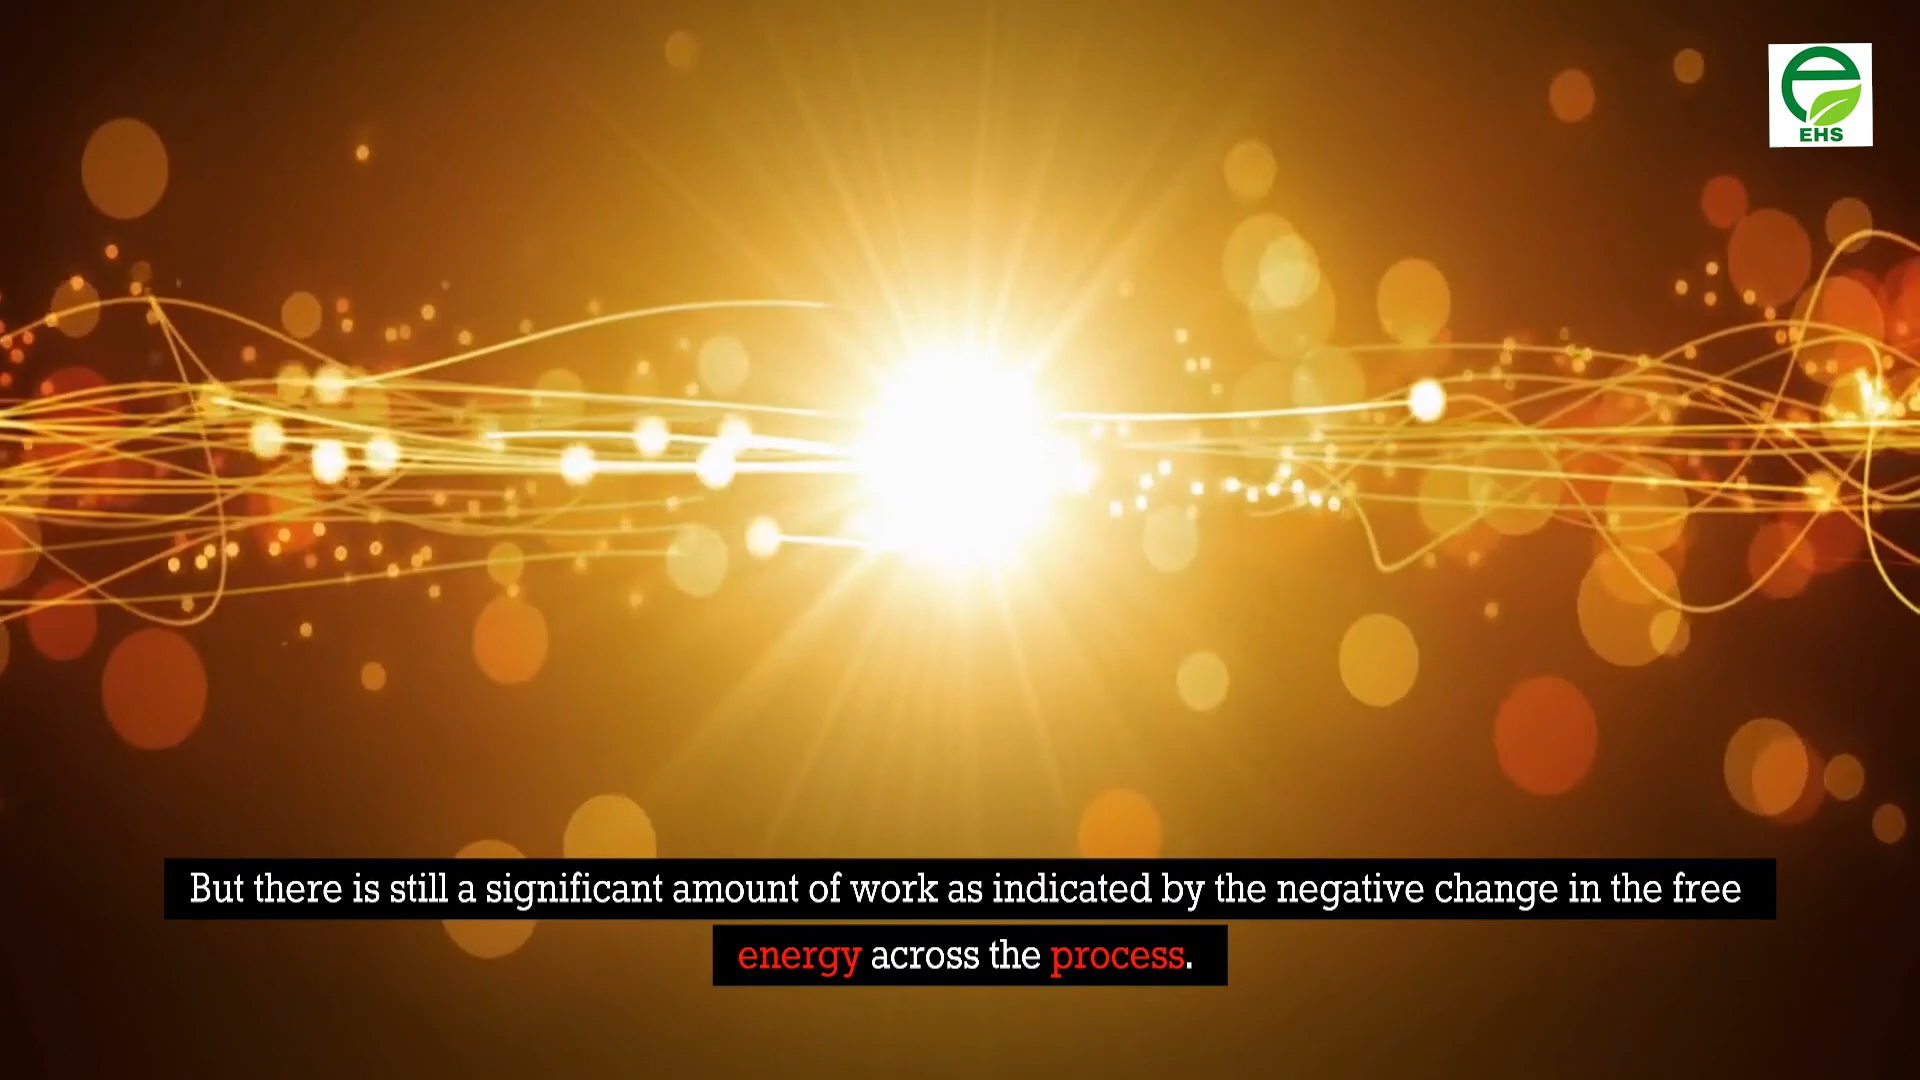 EHS
But there is still a significant amount of work as indicated by the negative change in the free
energy across the process.